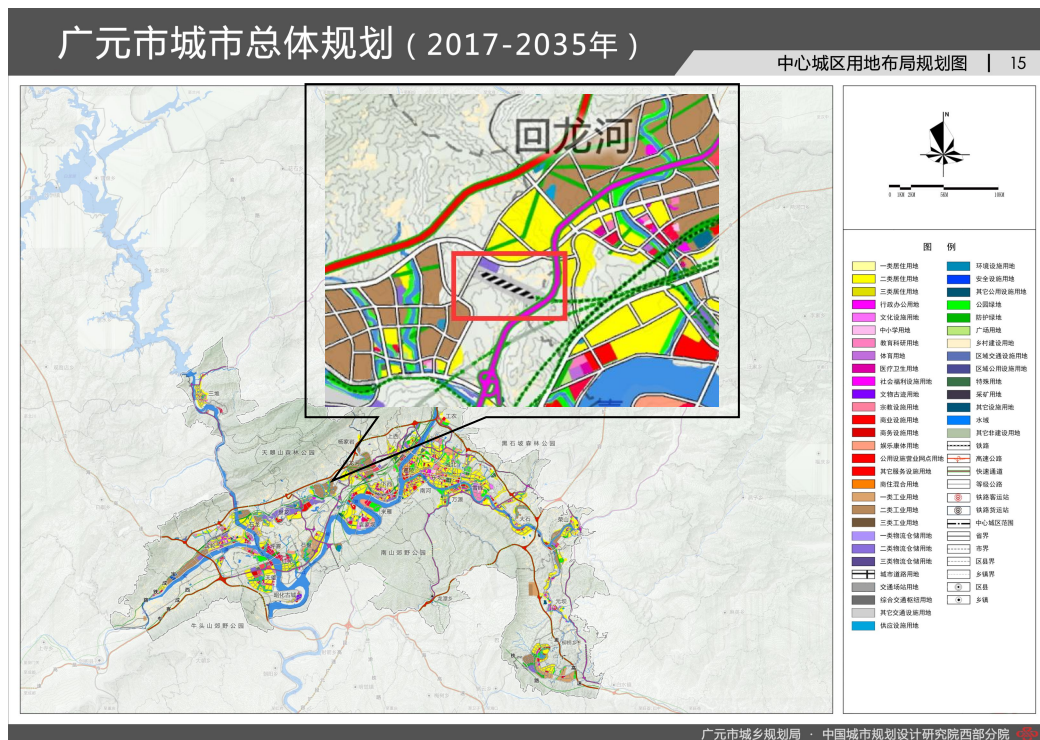 广元市城市总体规划（2017-2035年）
中心城区用地布局规划图 15
回龙河
N
图 例
一类居住用地
二类居住用地
三类居住用地
行政办公用地
文化设施用地
中小学用地
教育科研用地
体育用地
医疗卫生用地
社会福利设施用地
文物古迹用地
宗教设施用地
商业设施用地
商务设施用地
娱乐康体用地
公用设施营业网点用地
其它服务设施用地
商住混合用地
一类工业用地
二类工业用地
三类工业用地
一类物流仓储用地
二类物流仓储用地
三类物流仓储用地
城市道路用地
交通场站用地
综合交通枢纽用地
其它交通设施用地
供应设施用地
环境设施用地
安全设施用地
其它公用设施用地
公园绿地
防护绿地
广场用地
乡村建设用地
区域交通设施用地
区域公用设施用地
特殊用地
采矿用地
其它设施用地
水域
其它非建设用地
铁路
高速公路
快速通道
等级公路
铁路客运站
铁路货运站
中心城区范围
省界
市界
区县界
乡镇界
区县
乡镇
三堆
天曌山森林公园
黑石坡森林公园
南山郊野公园
牛头山郊野公园
昭化古城
大石
荣山
南河
万源
来雁
元坝
广元市城乡规划局 · 中国城市规划设计研究院西部分院